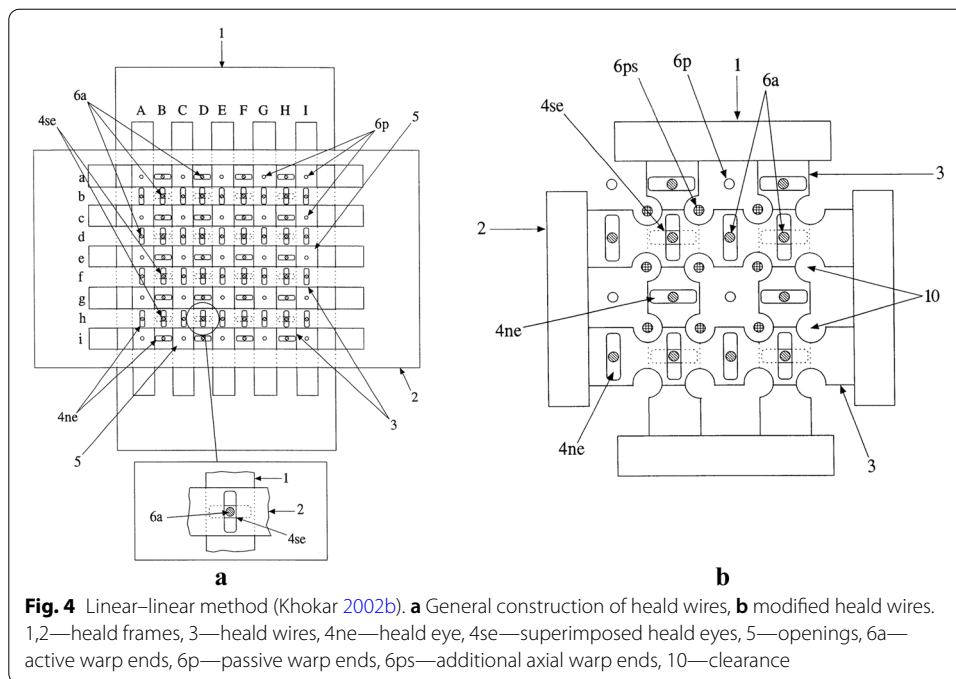 1
A B C D E F G H I
6a
4se
6p
5
a
b
c
d
e
f
g
h
i
4ne
5
3
2
1
2
6a
4se
a
6ps
6p
1
6a
4se
3
2
10
4ne
4ne
3
b
Fig. 4 Linear–linear method (Khokar 2002b). a General construction of heald wires, b modified heald wires.
1,2—heald frames, 3—heald wires, 4ne—heald eye, 4se—superimposed heald eyes, 5—openings, 6a—
active warp ends, 6p—passive warp ends, 6ps—additional axial warp ends, 10—clearance